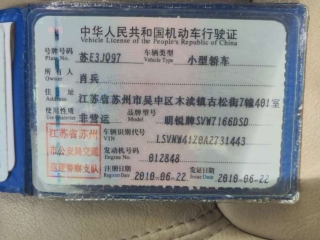 中华人民共和国机动车行驶证
Vehicle License of the People's Republic of China
号牌号码 苏E3JQ97 车辆类型 小型轿车
Plate No. Vehicle Type
所有人 肖兵
Owner
住址 江苏省苏州市吴中区木渎镇古松街7幢401室
Address
使用性质 非营运 品牌型号 明锐牌SVW7166DSD
Use Character Model
江苏省苏州 车辆识别代号 LSVNW41Z0A2731443
VIN
市公安局交通 发动机号码 012848
Engine No.
巡逻警察支队 注册日期 2010-06-22 发证日期 2010-06-22
Register Date Issue Date